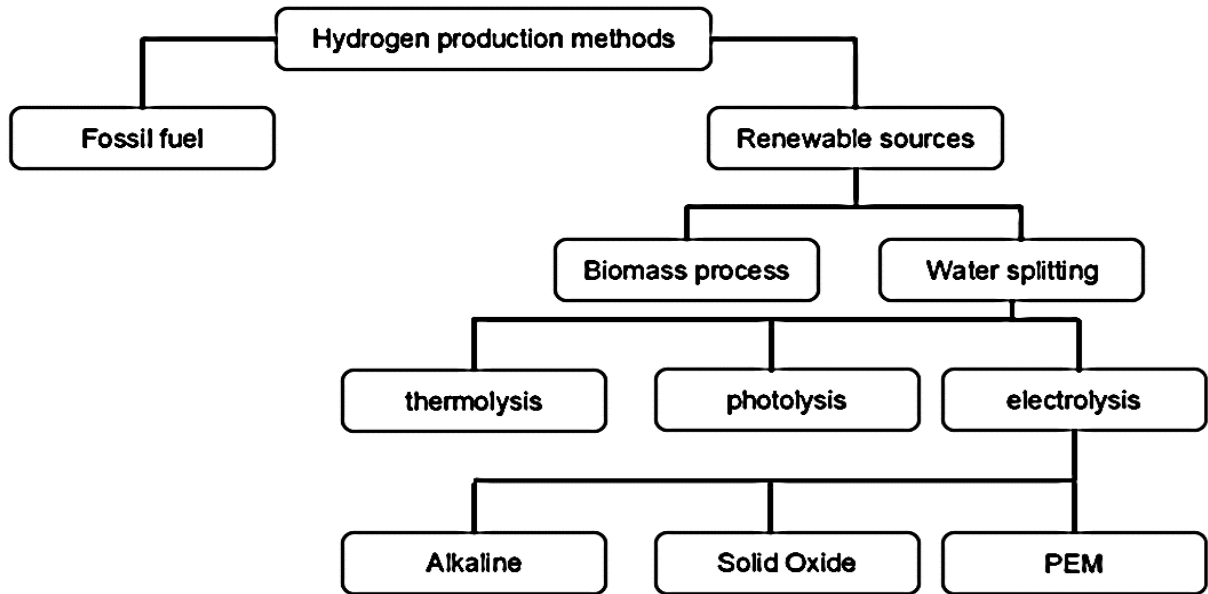 Hydrogen production methods
Fossil fuel
Renewable sources
Biomass process
Water splitting
thermolysis
photolysis
electrolysis
Alkaline
Solid Oxide
PEM